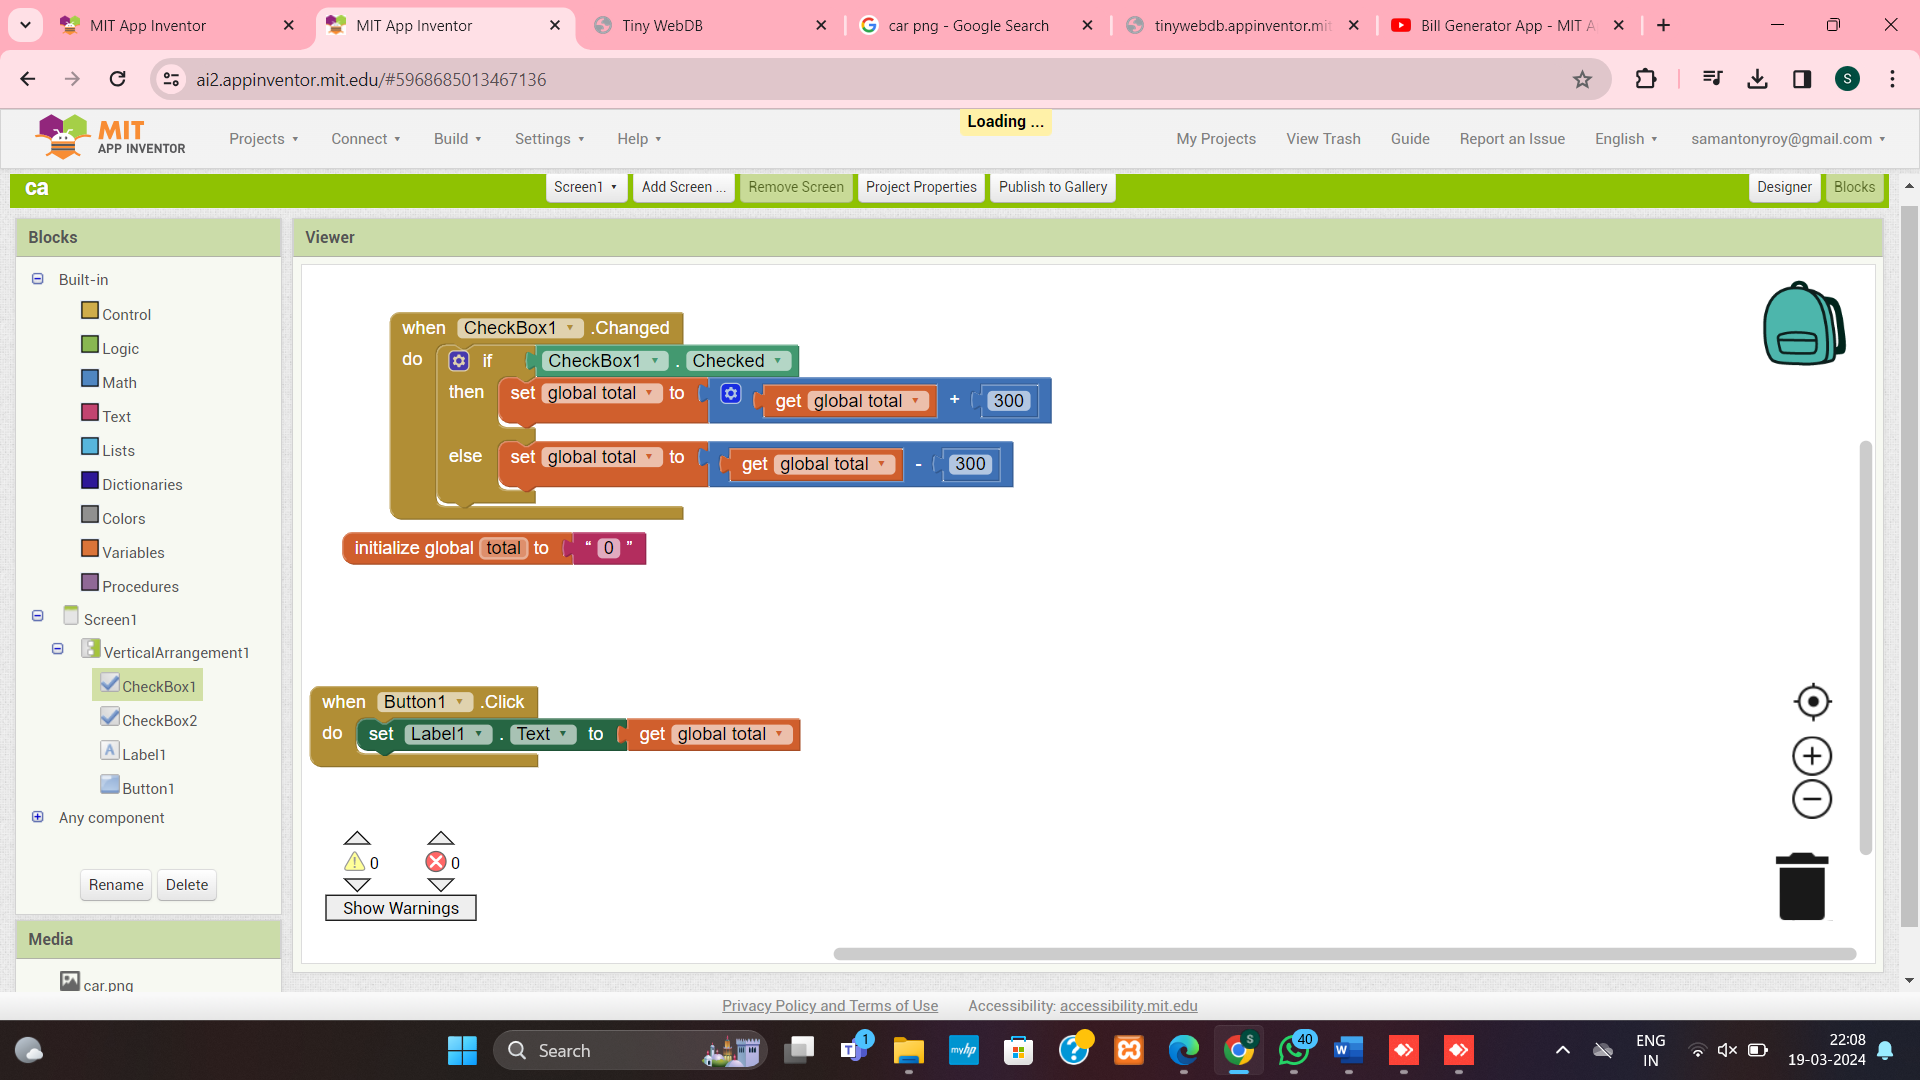 MIT App Inventor
MIT App Inventor
Tiny WebDB
car png - Google Search
tinywebdb.appinventor.mit
Bill Generator App - MIT A
ai2.appinventor.mit.edu/#5968685013467136
S
MIT
APP INVENTOR
Projects
Connect
Build
Settings
Help
Loading ...
My Projects
View Trash
Guide
Report an Issue
English
samantonyroy@gmail.com
ca
Screen1
Add Screen ...
Remove Screen
Project Properties
Publish to Gallery
Designer
Blocks
Blocks
Viewer
Built-in
Control
Logic
Math
Text
Lists
Dictionaries
Colors
Variables
Procedures
Screen1
VerticalArrangement1
CheckBox1
CheckBox2
A Label1
Button1
Any component
Rename
Delete
Media
car.png
when CheckBox1 .Changed
do if CheckBox1 . Checked
then set global total to get global total + 300
else set global total to get global total - 300
initialize global total to “ 0 ”
when Button1 .Click
do set Label1 . Text to get global total
0 0
Show Warnings
Privacy Policy and Terms of Use
Accessibility: accessibility.mit.edu
Search
1
myhp
S
40
W
ENG
IN
22:08
19-03-2024